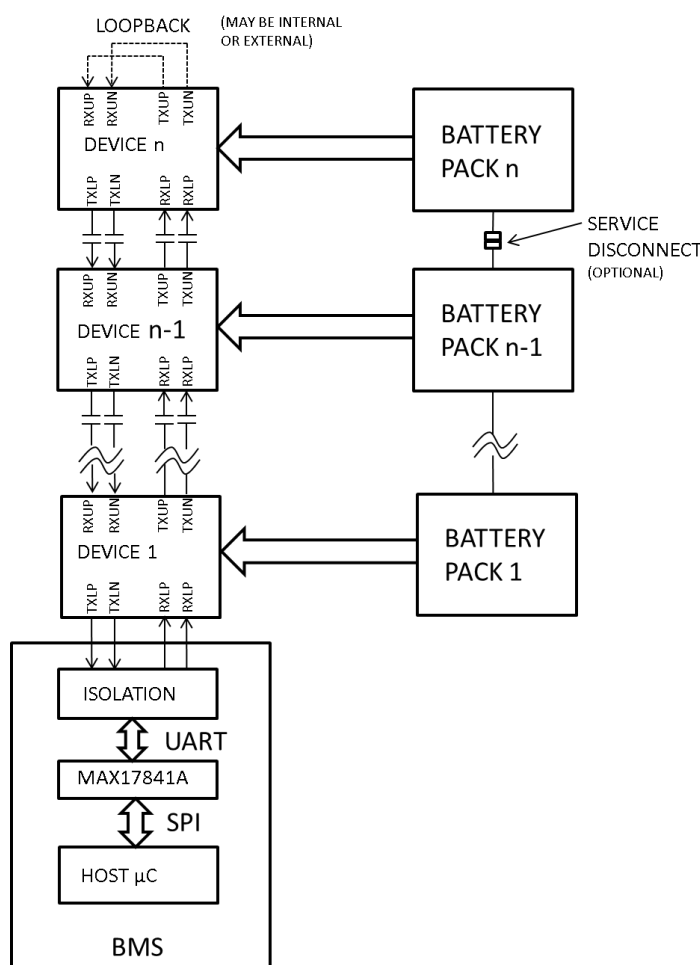 LOOPBACK
(MAY BE INTERNAL
OR EXTERNAL)
RXUP
RXUN
TXUP
TXUN
DEVICE n
TXLP
TXLN
RXLP
RXLP
BATTERY
PACK n
SERVICE
DISCONNECT
(OPTIONAL)
RXUP
RXUN
TXUP
TXUN
DEVICE n-1
TXLP
TXLN
RXLP
RXLP
BATTERY
PACK n-1
RXUP
RXUN
TXUP
TXUN
DEVICE 1
TXLP
TXLN
RXLP
RXLP
BATTERY
PACK 1
ISOLATION
UART
MAX17841A
SPI
HOST µC
BMS